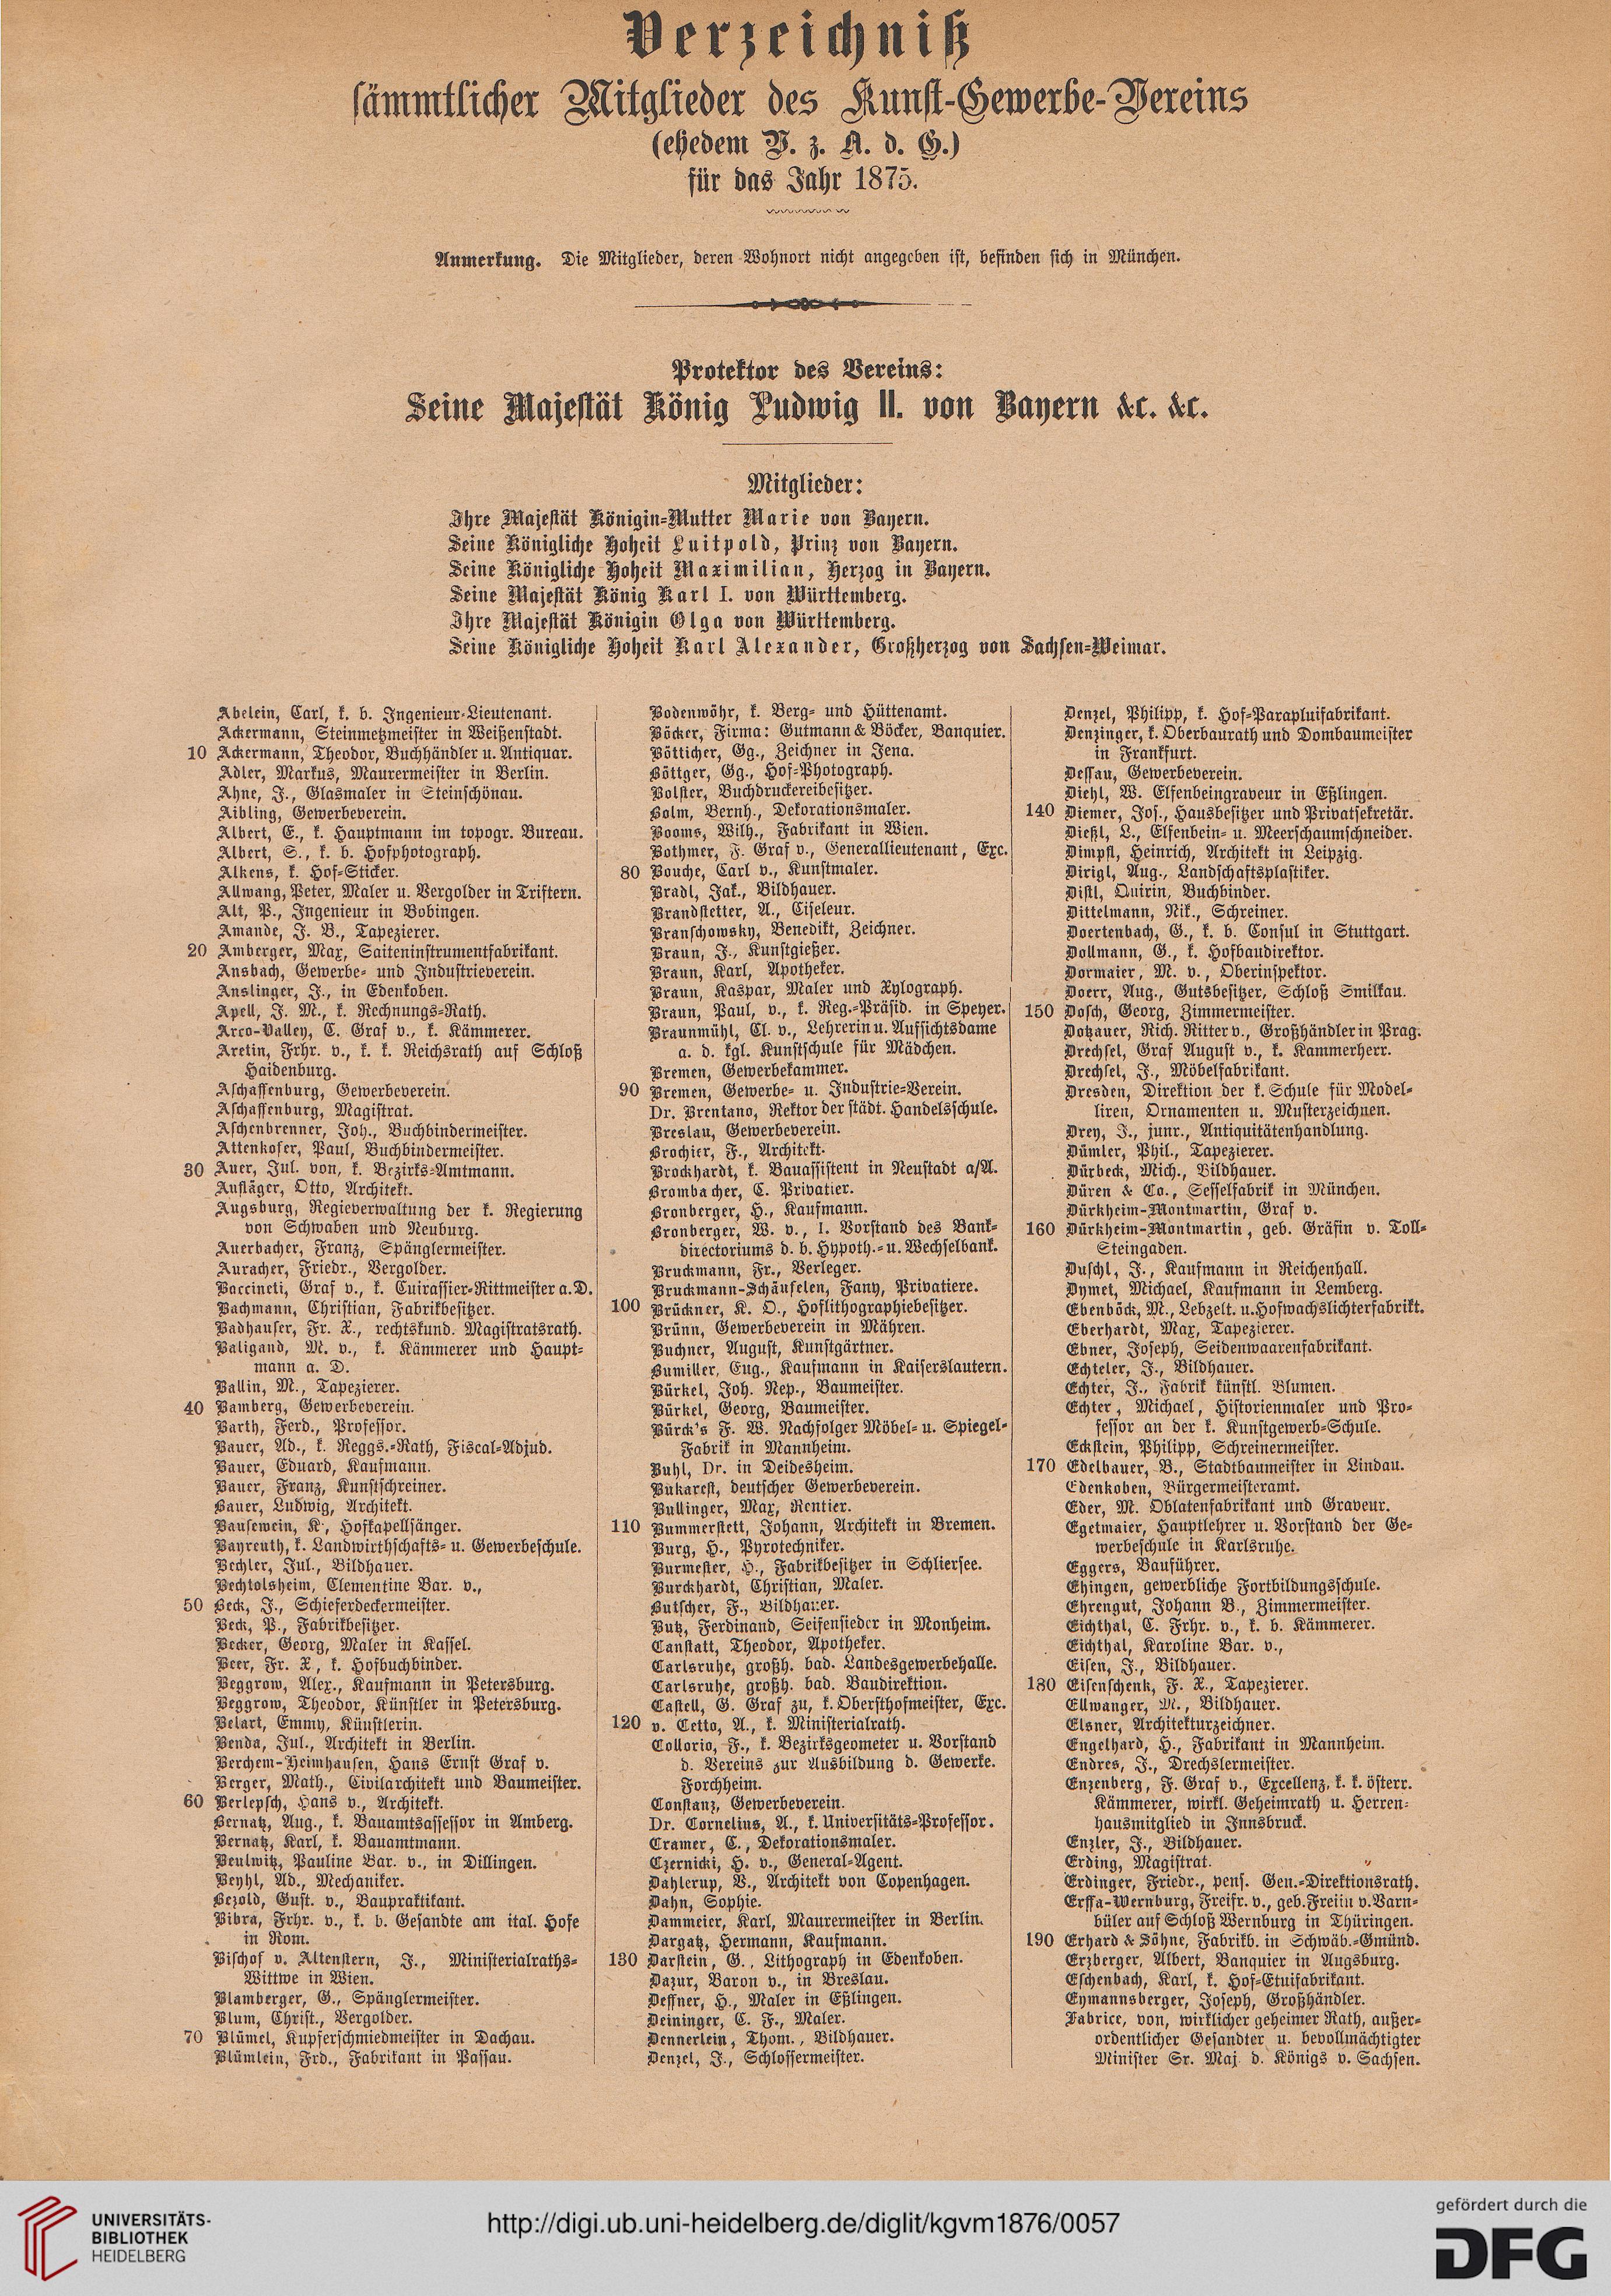 Verzeichniß
sämmtlicher Mitglieder des Kunst-Gewerbe-Vereins
(ehedem V. z. A. d. G.)
für das Jahr 1875.
Anmerkung. Die Mitglieder, deren Wohnort nicht angegeben ist, befinden sich in München.
Protektor des Vereins:
Seine Majestät König Ludwig II. von Bayern &c. &c.
Mitglieder:
Ihre Majestät Königin-Mutter Marie von Bayern.
Seine Königliche Hoheit Luitpold, Prinz von Bayern.
Seine Königliche Hoheit Maximilian, Herzog in Bayern.
Seine Majestät König Karl I. von Württemberg.
Ihre Majestät Königin Olga von Württemberg.
Seine Königliche Hoheit Karl Alexander, Großherzog von Sachsen-Weimar.
Abelein, Carl, k. b. Ingenieur-Lieutenant.
Ackermann, Steinmetzmeister in Weißenstadt.
10 Ackermann, Theodor, Buchhändler u. Antiquar.
Adler, Markus, Maurermeister in Berlin.
Ahne, J., Glasmaler in Steinschönau.
Aibling, Gewerbeverein.
Albert, E., k. Hauptmann im topogr. Bureau.
Albert, S., k. b. Hofphotograph.
Alkens, k. Hof-Sticker.
Allwang, Peter, Maler u. Vergolder in Triftern.
Alt, P., Ingenieur in Bobingen.
Amande, J. B., Tapezierer.
20 Amberger, Max, Saiteninstrumentfabrikant.
Ansbach, Gewerbe- und Industrieverein.
Anslinger, J., in Edenkoben.
Apell, J. M., k. Rechnungs-Rath.
Arco-Valley, C. Graf v., k. Kämmerer.
Aretin, Frhr. v., k. k. Reichsrath auf Schloß
Haidenburg.
Aschaffenburg, Gewerbeverein.
Aschaffenburg, Magistrat.
Aschenbrenner, Joh., Buchbindermeister.
Attenkofer, Paul, Buchbindermeister.
30 Auer, Jul. von, k. Bezirks-Amtmann.
Aufläger, Otto, Architekt.
Augsburg, Regieverwaltung der k. Regierung
von Schwaben und Neuburg.
Auerbacher, Franz, Spänglermeister.
Auracher, Friedr., Vergolder.
Baccineti, Graf v., k. Cuirassier-Rittmeister a. D.
Bachmann, Christian, Fabrikbesitzer.
Badhauser, Fr. X., rechtskund. Magistratsrath.
Baligand, M. v., k. Kämmerer und Haupt-
mann a. D.
Ballin, M., Tapezierer.
40 Bamberg, Gewerbeverein.
Barth, Ferd., Professor.
Bauer, Ad., k. Reggs.-Rath, Fiscal-Adjud.
Bauer, Eduard, Kaufmann.
Bauer, Franz, Kunstschreiner.
Bauer, Ludwig, Architekt.
Bausewein, K., Hofkapellsänger.
Bayreuth, k. Landwirthschafts- u. Gewerbeschule.
Bechler, Jul., Bildhauer.
Bechtolsheim, Clementine Bar. v.,
50 Beck, J., Schieferdeckermeister.
Beck, P., Fabrikbesitzer.
Becker, Georg, Maler in Kassel.
Beer, Fr. X, k. Hofbuchbinder.
Beggrow, Alex., Kaufmann in Petersburg.
Beggrow, Theodor, Künstler in Petersburg.
Belart, Emmy, Künstlerin.
Benda, Jul., Architekt in Berlin.
Berchem-Heimhausen, Hans Ernst Graf v.
Berger, Math., Civilarchitekt und Baumeister.
60 Berlepsch, Hans v., Architekt.
Bernatz, Aug., k. Bauamtsassessor in Amberg.
Bernatz, Karl, k. Bauamtmann.
Beulwitz, Pauline Bar. v., in Dillingen.
Beyhl, Ad., Mechaniker.
Bezold, Gust. v., Baupraktikant.
Bibra, Frhr. v., k. b. Gesandte am ital. Hofe
in Rom.
Bischof v. Altenstern, J., Ministerialraths-
Wittwe in Wien.
Blamberger, G., Spänglermeister.
Blum, Christ., Vergolder.
70 Blümel, Kupferschmiedmeister in Dachau.
Blümlein, Frd., Fabrikant in Passau.
Bodenwöhr, k. Berg- und Hüttenamt.
Böcker, Firma: Gutmann & Böcker, Banquier.
Bötticher, Gg., Zeichner in Jena.
Böttger, Gg., Hof-Photograph.
Bolster, Buchdruckereibesitzer.
Bolm, Bernh., Dekorationsmaler.
Booms, Wilh., Fabrikant in Wien.
Bothmer, F. Graf v., Generallieutenant, Exc.
80 Bouche, Carl v., Kunstmaler.
Bradl, Jak., Bildhauer.
Brandstetter, A., Ciseleur.
Branschowsky, Benedikt, Zeichner.
Braun, J., Kunstgießer.
Braun, Karl, Apotheker.
Braun, Kaspar, Maler und Xylograph.
Braun, Paul, v., k. Reg.-Präsid. in Speyer.
Braunmühl, Cl. v., Lehrerin u. Aufsichtsdame
a. d. kgl. Kunstschule für Mädchen.
Bremen, Gewerbekammer.
90 Bremen, Gewerbe- u. Industrie-Verein.
Dr. Brentano, Rektor der städt. Handelsschule.
Breslau, Gewerbeverein.
Brochier, F., Architekt.
Brockhardt, k. Bauassistent in Neustadt a/A.
Brombacher, C. Privatier.
Bronberger, H., Kaufmann.
Bronberger, W. v., I. Vorstand des Bank-
directoriums d. b. Hypoth.- u. Wechselbank.
Bruckmann, Fr., Verleger.
Bruckmann-Schäufelen, Fany, Privatiere.
100 Brückner, K. O., Hoflithographiebesitzer.
Brünn, Gewerbeverein in Mähren.
Buchner, August, Kunstgärtner.
Bumiller, Eug., Kaufmann in Kaiserslautern.
Bürkel, Joh. Nep., Baumeister.
Bürkel, Georg, Baumeister.
Bürck's F. W. Nachfolger Möbel- u. Spiegel-
Fabrik in Mannheim.
Buhl, Dr. in Deidesheim.
Bukarest, deutscher Gewerbeverein.
Bullinger, Max, Rentier.
110 Bummerstett, Johann, Architekt in Bremen.
Burg, H., Pyrotechniker.
Burmester, H., Fabrikbesitzer in Schliersee.
Burckhardt, Christian, Maler.
Butscher, F., Bildhauer.
Butz, Ferdinand, Seifensieder in Monheim.
Canstatt, Theodor, Apotheker.
Carlsruhe, großh. bad. Landesgewerbehalle.
Carlsruhe, großh. bad. Baudirektion.
Castell, G. Graf zu, k. Obersthofmeister, Exc.
120 v. Cetto, A., k. Ministerialrath.
Collorio, F., k. Bezirksgeometer u. Vorstand
d. Vereins zur Ausbildung d. Gewerke.
Forchheim.
Constanz, Gewerbeverein.
Dr. Cornelius, A., k. Universitäts-Professor.
Cramer, C., Dekorationsmaler.
Czernicki, H. v., General-Agent.
Dahlerup, V., Architekt von Copenhagen.
Dahn, Sophie.
Dammeier, Karl, Maurermeister in Berlin.
Dargatz, Hermann, Kaufmann.
130 Darstein, G., Lithograph in Edenkoben.
Dazur, Baron v., in Breslau.
Deffner, H., Maler in Eßlingen.
Deininger, C. F., Maler.
Dennerlein, Thom., Bildhauer.
Denzel, J., Schlossermeister.
Denzel, Philipp, k. Hof-Parapluifabrikant.
Denzinger, k. Oberbaurath und Dombaumeister
in Frankfurt.
Dessau, Gewerbeverein.
Diehl, W. Elfenbeingraveur in Eßlingen.
140 Diemer, Jos., Hausbesitzer und Privatsekretär.
Dießl, L., Elfenbein- u. Meerschaumschneider.
Dimpfl, Heinrich, Architekt in Leipzig.
Dirigl, Aug., Landschaftsplastiker.
Distl, Quirin, Buchbinder.
Dittelmann, Nik., Schreiner.
Doertenbach, G., k. b. Consul in Stuttgart.
Dollmann, G., k. Hofbaudirektor.
Dormaier, M. v., Oberinspektor.
Doerr, Aug., Gutsbesitzer, Schloß Smilkau.
150 Dosch, Georg, Zimmermeister.
Dotzauer, Rich. Ritter v., Großhändler in Prag.
Drechsel, Graf August v., k. Kammerherr.
Drechsel, J., Möbelfabrikant.
Dresden, Direktion der k. Schule für Model-
liren, Ornamenten u. Musterzeichnen.
Drey, J., junr., Antiquitätenhandlung.
Dümler, Phil., Tapezierer.
Dürbeck, Mich., Bildhauer.
Düren & Co., Sesselfabrik in München.
Dürkheim-Montmartin, Graf v.
160 Dürkheim-Montmartin, geb. Gräfin v. Toll-
Steingaden.
Duschl, J., Kaufmann in Reichenhall.
Dymet, Michael, Kaufmann in Lemberg.
Ebenböck, M., Lebzelt. u. Hofwachslichterfabrikt.
Eberhardt, Max, Tapezierer.
Ebner, Joseph, Seidenwaarenfabrikant.
Echteler, J., Bildhauer.
Echter, J., Fabrik künstl. Blumen.
Echter, Michael, Historienmaler und Pro-
fessor an der k. Kunstgewerb-Schule.
Eckstein, Philipp, Schreinermeister.
170 Edelbauer, B., Stadtbaumeister in Lindau.
Edenkoben, Bürgermeisteramt.
Eder, M. Oblatenfabrikant und Graveur.
Egetmaier, Hauptlehrer u. Vorstand der Ge-
werbeschule in Karlsruhe.
Eggers, Bauführer.
Ehingen, gewerbliche Fortbildungsschule.
Ehrengut, Johann B., Zimmermeister.
Eichthal, C. Frhr. v., k. b. Kämmerer.
Eichthal, Karoline Bar. v.,
Eisen, J., Bildhauer.
180 Eisenschenk, F. X., Tapezierer.
Ellwanger, M., Bildhauer.
Elsner, Architekturzeichner.
Engelhard, H., Fabrikant in Mannheim.
Endres, J., Drechslermeister.
Enzenberg, F. Graf v., Excellenz, k. k. österr.
Kämmerer, wirkl. Geheimrath u. Herren-
hausmitglied in Innsbruck.
Enzler, J., Bildhauer.
Erding, Magistrat.
Erdinger, Friedr., pens. Gen.-Direktionsrath.
Erffa-Wernburg, Freifr. v., geb. Freiin v. Varn-
büler auf Schloß Wernburg in Thüringen.
190 Erhard & Söhne, Fabrikb. in Schwäb.-Gmünd.
Erzberger, Albert, Banquier in Augsburg.
Eschenbach, Karl, k. Hof-Etuifabrikant.
Eymannsberger, Joseph, Großhändler.
Fabrice, von, wirklicher geheimer Rath, außer-
ordentlicher Gesandter u. bevollmächtigter
Minister Sr. Maj. d. Königs v. Sachsen.
UNIVERSITÄTS-
BIBLIOTHEK
HEIDELBERG
http://digi.ub.uni-heidelberg.de/diglit/kgvm1876/0057
gefördert durch die
DFG